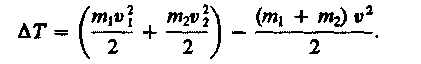 ΔT = (m₁v₁²/2 + m₂v₂²/2) − (m₁ + m₂) v²/2.